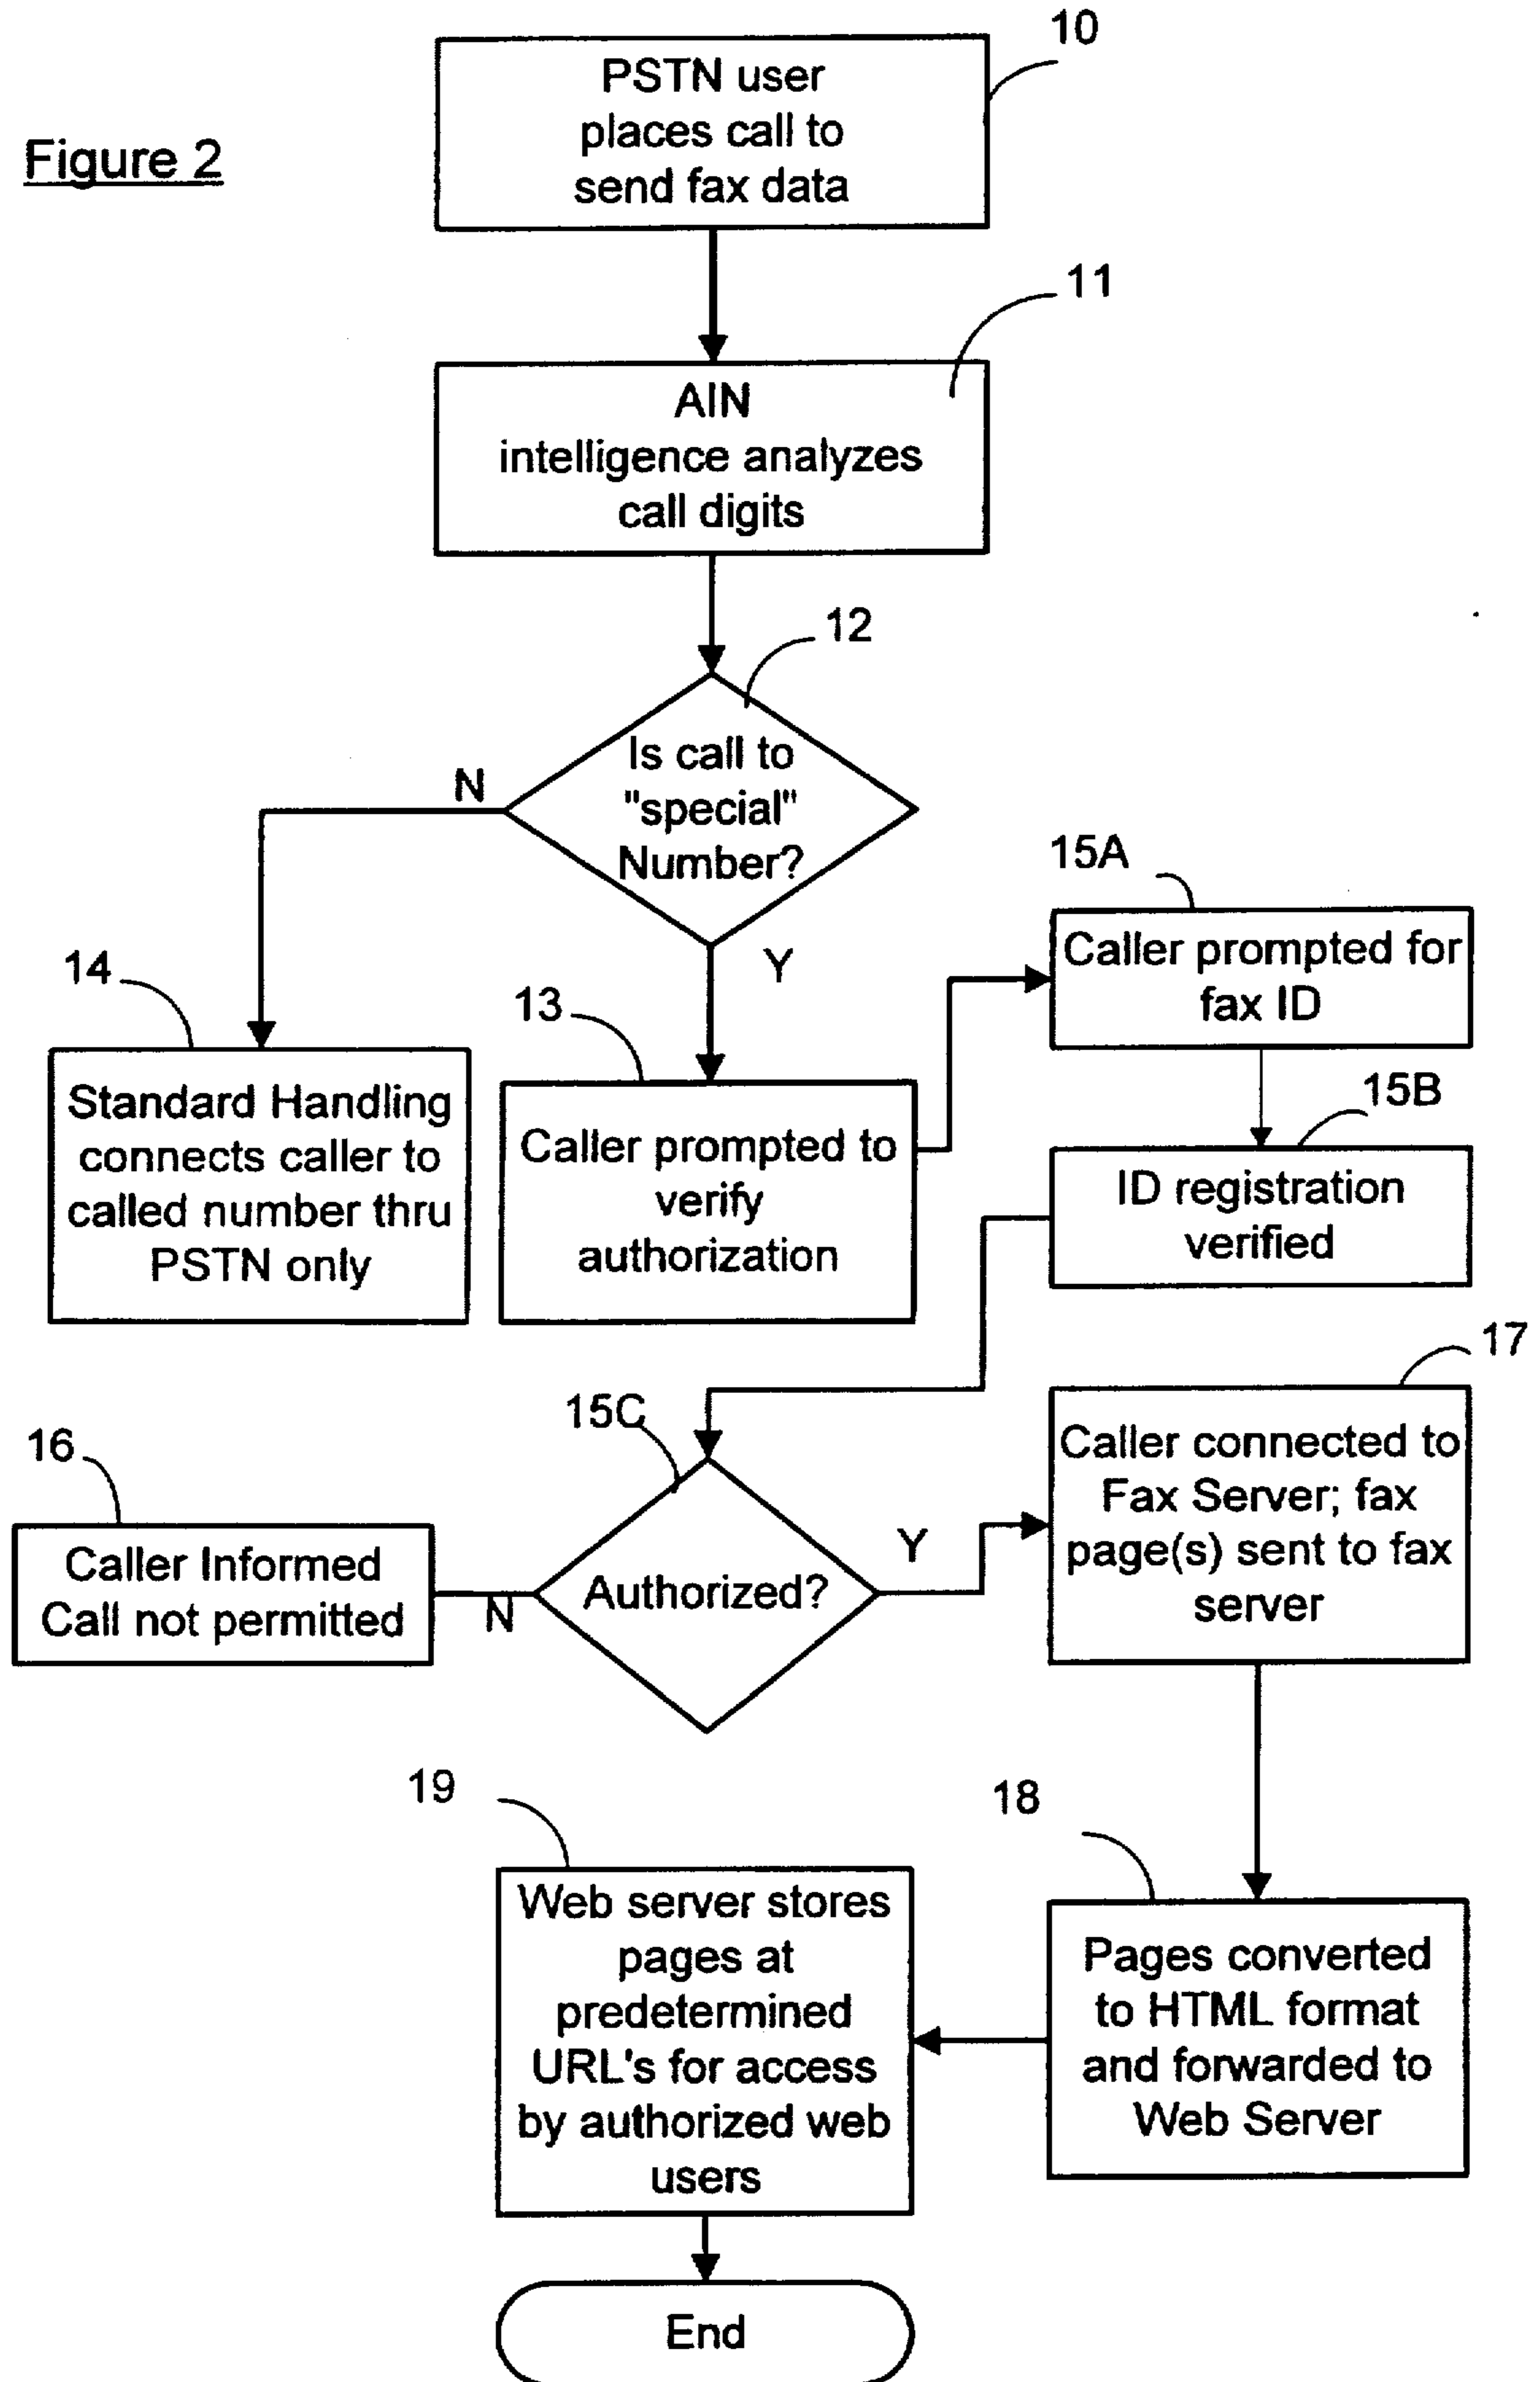 10
PSTN user
places call to
send fax data
Figure 2
11
AIN
intelligence analyzes
call digits
12
Is call to
"special"
Number?
N
Y
15A
Caller prompted for
fax ID
14
Standard Handling
connects caller to
called number thru
PSTN only
13
Caller prompted to
verify
authorization
15B
ID registration
verified
17
Caller connected to
Fax Server; fax
page(s) sent to fax
server
15C
Authorized?
Y
N
16
Caller Informed
Call not permitted
19
Web server stores
pages at
predetermined
URL's for access
by authorized web
users
18
Pages converted
to HTML format
and forwarded to
Web Server
End